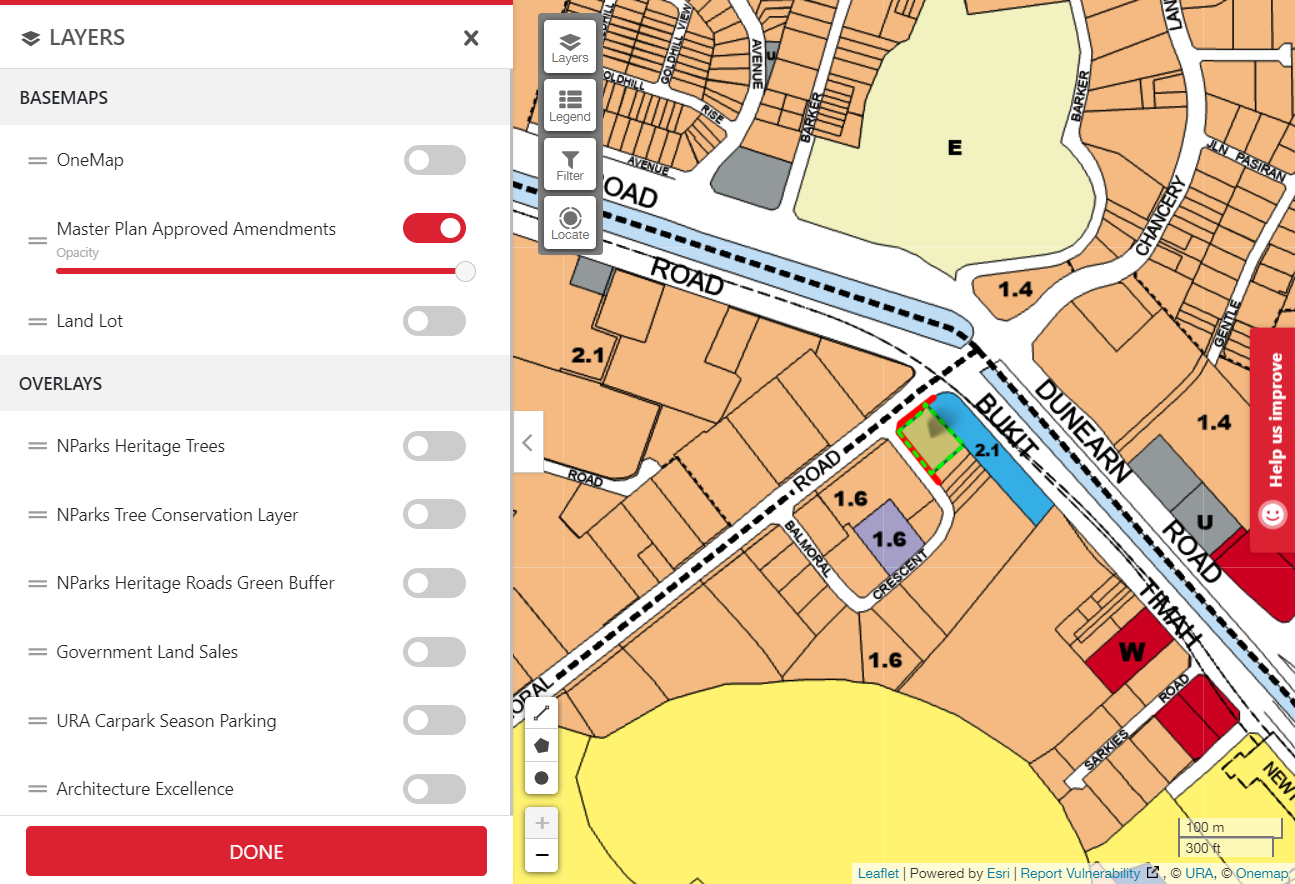 LAYERS
BASEMAPS
OneMap
Master Plan Approved Amendments
Opacity
Land Lot
OVERLAYS
NParks Heritage Trees
NParks Tree Conservation Layer
NParks Heritage Roads Green Buffer
Government Land Sales
URA Carpark Season Parking
Architecture Excellence
DONE
Layers
Legend
Filter
Locate
GOLDHILL VIEW
AVENUE
U
BARKER
BARKER
RISE
AVENUE
ROAD
E
JLN PASIRAN
CHANCERY
ROAD
1.4
GENTLE
2.1
Help us improve
DUNEARN
BUKIT
1.4
2.1
ROAD
ROAD
1.6
1.6
U
ROAD
BALMORAL
CRESCENT
TIMAH
W
1.6
ROAD
SARKIES
NEWT
100 m
300 ft
Leaflet | Powered by Esri | Report Vulnerability , © URA, © Onemap